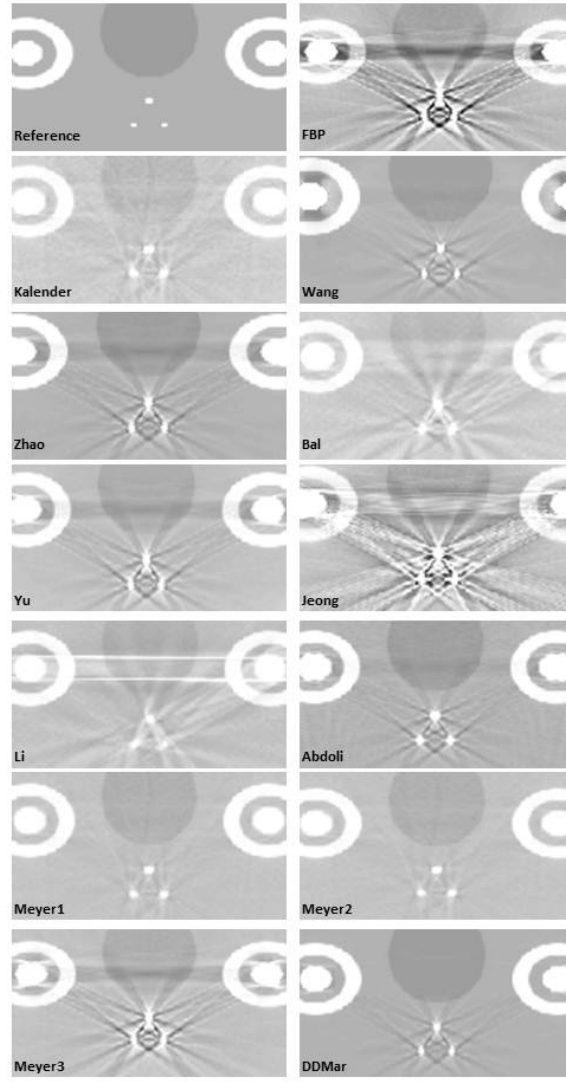 Reference
FBP
Kalender
Wang
Zhao
Bal
Yu
Jeong
Li
Abdoli
Meyer1
Meyer2
Meyer3
DDMar